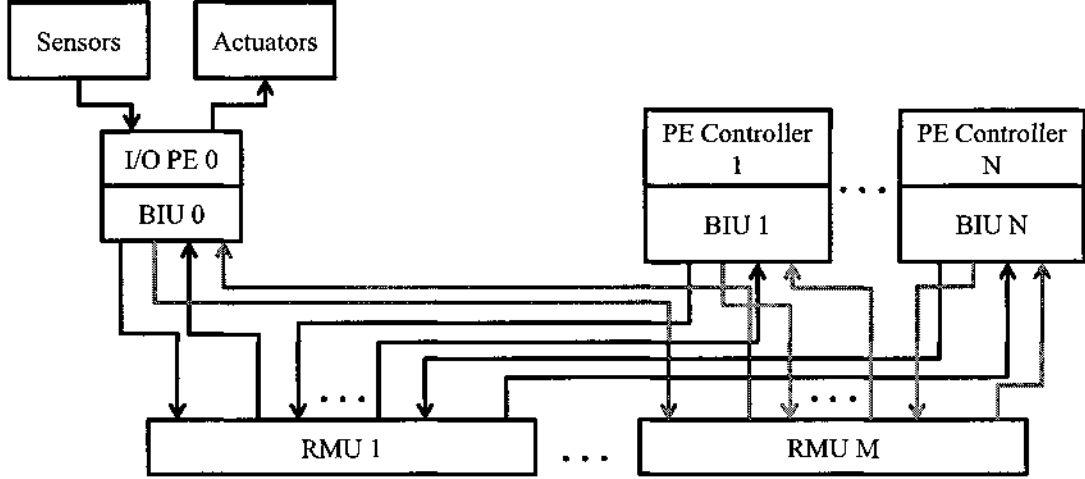 Sensors
Actuators
I/O PE 0
BIU 0
PE Controller
1
BIU 1
. . .
PE Controller
N
BIU N
. . .
. . .
RMU 1
. . .
RMU M